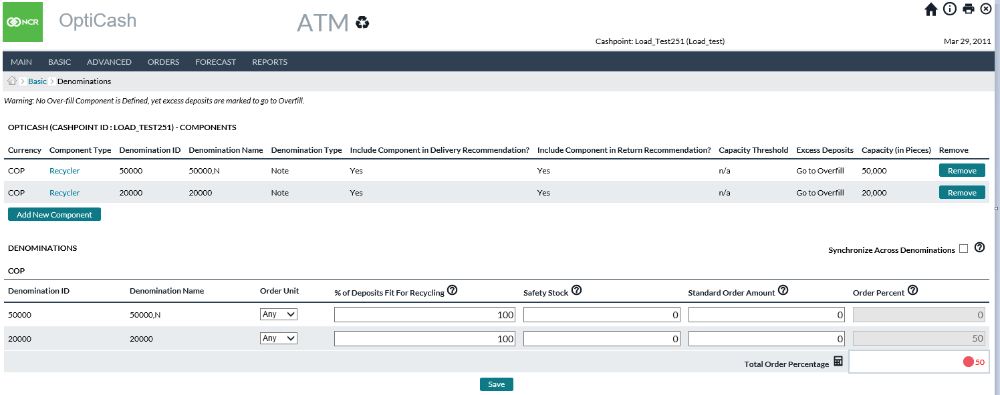 NCR OptiCash ATM
Cashpoint: Load_Test251 (Load_test) Mar 29, 2011
MAIN BASIC ADVANCED ORDERS FORECAST REPORTS
> Basic > Denominations
Warning: No Over-fill Component is Defined, yet excess deposits are marked to go to Overfill.
OPTICASH (CASHPOINT ID : LOAD_TEST251) - COMPONENTS
Currency Component Type Denomination ID Denomination Name Denomination Type Include Component in Delivery Recommendation? Include Component in Return Recommendation? Capacity Threshold Excess Deposits Capacity (in Pieces) Remove
COP Recycler 50000 50000,N Note Yes Yes n/a Go to Overfill 50,000 Remove
COP Recycler 20000 20000 Note Yes Yes n/a Go to Overfill 20,000 Remove
Add New Component
DENOMINATIONS Synchronize Across Denominations ?
COP
Denomination ID Denomination Name Order Unit % of Deposits Fit For Recycling ? Safety Stock ? Standard Order Amount ? Order Percent ?
50000 50000,N Any 100 0 0 0
20000 20000 Any 100 0 0 50
Total Order Percentage 50
Save